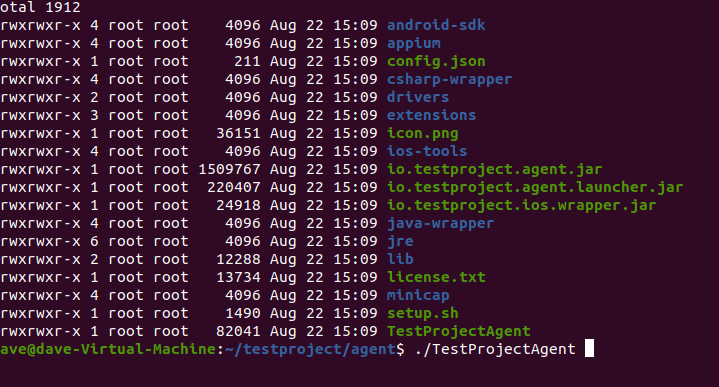 otal 1912
rwxrwxr-x 4 root root 4096 Aug 22 15:09 android-sdk
rwxrwxr-x 4 root root 4096 Aug 22 15:09 appium
rwxrwxr-x 1 root root 211 Aug 22 15:09 config.json
rwxrwxr-x 4 root root 4096 Aug 22 15:09 csharp-wrapper
rwxrwxr-x 2 root root 4096 Aug 22 15:09 drivers
rwxrwxr-x 3 root root 4096 Aug 22 15:09 extensions
rwxrwxr-x 1 root root 36151 Aug 22 15:09 icon.png
rwxrwxr-x 4 root root 4096 Aug 22 15:09 ios-tools
rwxrwxr-x 1 root root 1509767 Aug 22 15:09 io.testproject.agent.jar
rwxrwxr-x 1 root root 220407 Aug 22 15:09 io.testproject.agent.launcher.jar
rwxrwxr-x 1 root root 24918 Aug 22 15:09 io.testproject.ios.wrapper.jar
rwxrwxr-x 4 root root 4096 Aug 22 15:09 java-wrapper
rwxrwxr-x 6 root root 4096 Aug 22 15:09 jre
rwxrwxr-x 2 root root 12288 Aug 22 15:09 lib
rwxrwxr-x 1 root root 13734 Aug 22 15:09 license.txt
rwxrwxr-x 4 root root 4096 Aug 22 15:09 minicap
rwxrwxr-x 1 root root 1490 Aug 22 15:09 setup.sh
rwxrwxr-x 1 root root 82041 Aug 22 15:09 TestProjectAgent
ave@dave-Virtual-Machine:~/testproject/agent$ ./TestProjectAgent